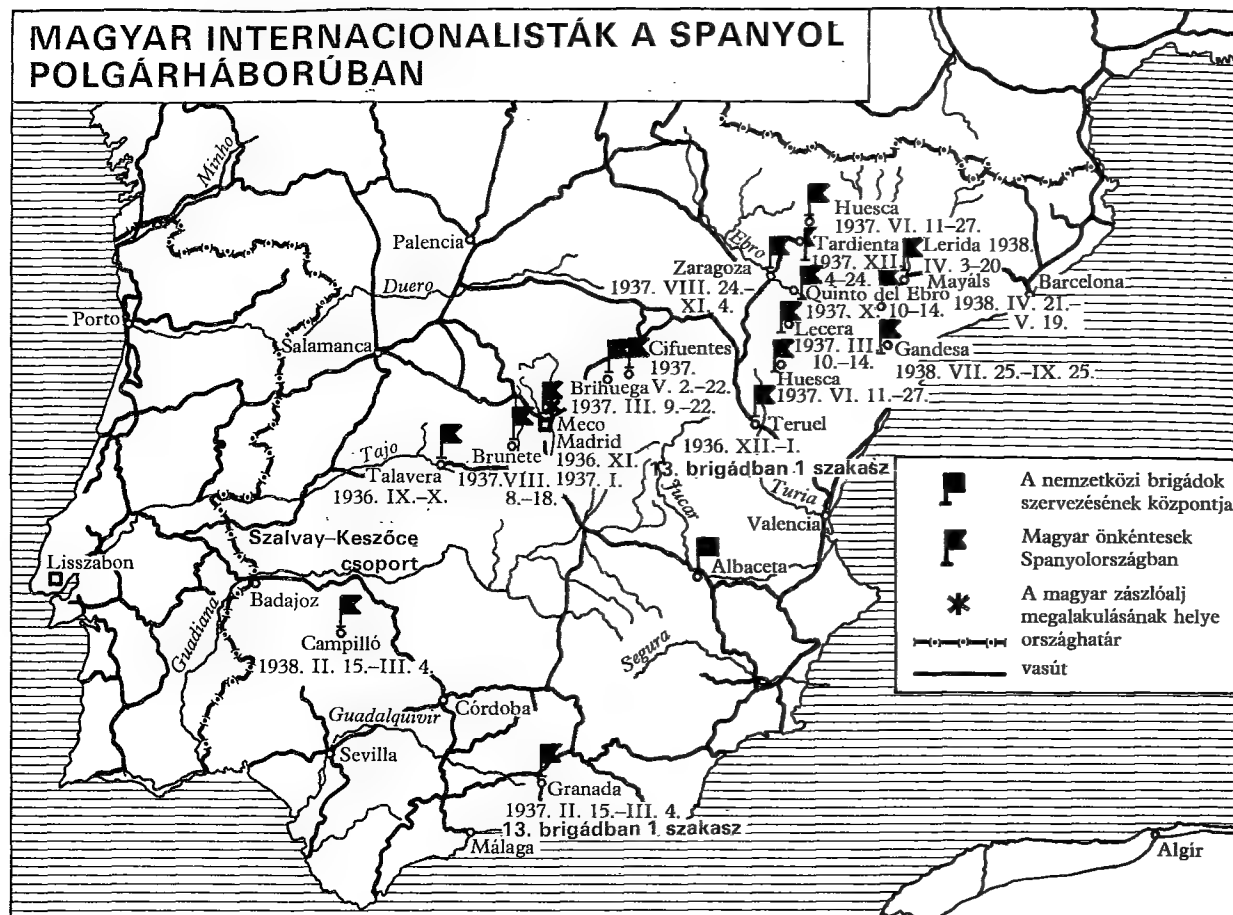 MAGYAR INTERNACIONALISTÁK A SPANYOL
POLGÁRHÁBORÚBAN
Minho
Palencia
Duero
Porto
Salamanca
Ebro
Zaragoza
1937. VIII. 24.–
XI. 4.
Huesca
1937. VI. 11–27.
Tardienta
1937. XII.
4–24.
Lerida 1938.
IV. 3–20.
Mayáls
1938. IV. 21.–
V. 19.
Barcelona
Quinto del Ebro
1937. X. 10–14.
Lecera
1937. III.
10.–14.
Gandesa
1938. VII. 25.–IX. 25.
Huesca
1937. VI. 11.–27.
Teruel
1936. XII.–I.
13. brigádban 1 szakasz
Cifuentes
1937.
V. 2.–22.
Brihuega
1937. III. 9.–22.
Meco
Madrid
1936. XI.
1937. I.
Brunete
1937.VIII.
8.–18.
Tajo
Talavera
1936. IX.–X.
Szalvay–Keszőce
csoport
Jucar
Turia
Valencia
Albaceta
Lisszabon
Badajoz
Guadiana
Campilló
1938. II. 15.–III. 4.
Segura
Córdoba
Guadalquivir
Sevilla
Granada
1937. II. 15.–III. 4.
13. brigádban 1 szakasz
Málaga
Algír
A nemzetközi brigádok
szervezésének központja
Magyar önkéntesek
Spanyolországban
A magyar zászlóalj
megalakulásának helye
országhatár
vasút